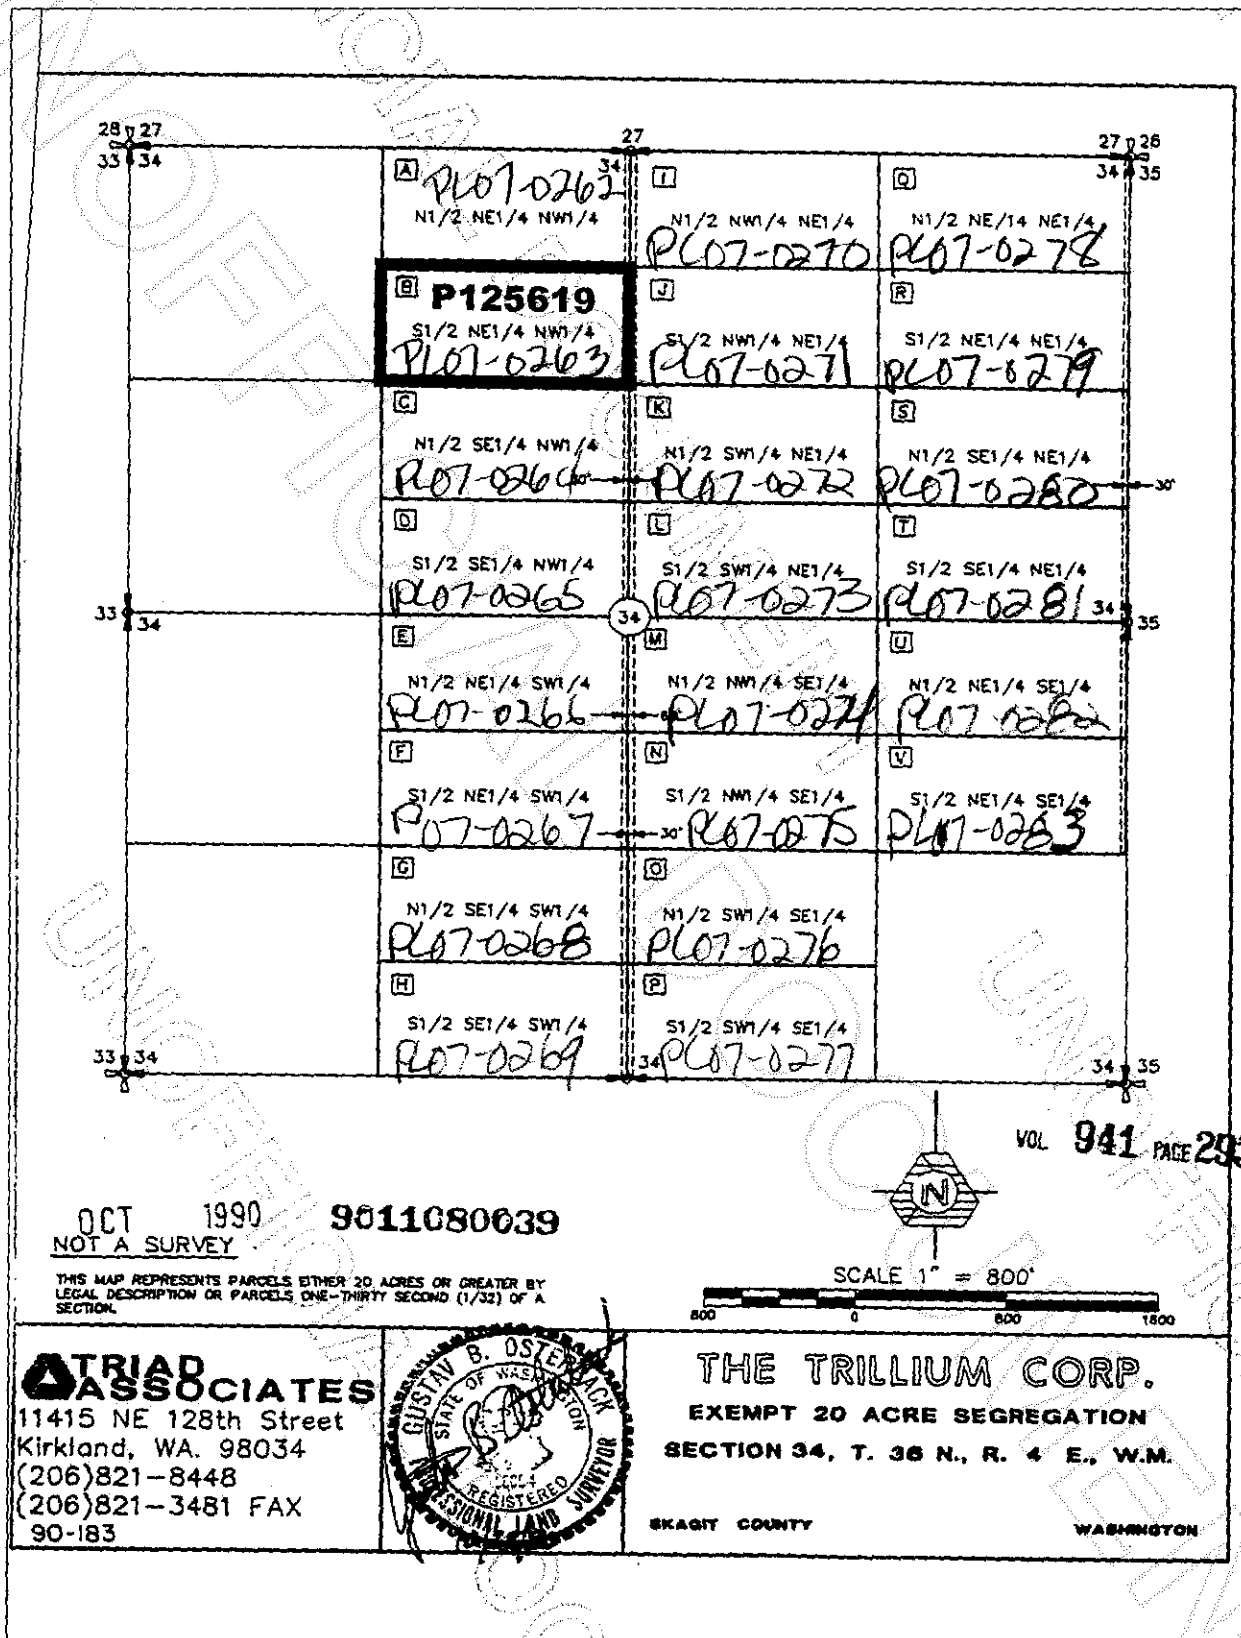 28 27
33 34
27
34
27 26
34 35
A PL07-0262
N1/2 NE1/4 NW1/4
I
N1/2 NW1/4 NE1/4
PL07-0270
Q
N1/2 NE/14 NE1/4
PL07-0278
B P125619
S1/2 NE1/4 NW1/4
PL07-0263
J
S1/2 NW1/4 NE1/4
PL07-0271
R
S1/2 NE1/4 NE1/4
PL07-0279
C
N1/2 SE1/4 NW1/4
PL07-0264
K
N1/2 SW1/4 NE1/4
PL07-0272
S
N1/2 SE1/4 NE1/4
PL07-0280
30'
D
S1/2 SE1/4 NW1/4
PL07-0265
L
S1/2 SW1/4 NE1/4
PL07-0273
T
S1/2 SE1/4 NE1/4
PL07-0281
33 34
34
34 35
E
N1/2 NE1/4 SW1/4
PL07-0266
M
N1/2 NW1/4 SE1/4
PL07-0274
U
N1/2 NE1/4 SE1/4
PL07-0282
F
S1/2 NE1/4 SW1/4
P07-0267
30'
N
S1/2 NW1/4 SE1/4
PL07-0275
V
S1/2 NE1/4 SE1/4
PL07-0283
G
N1/2 SE1/4 SW1/4
PL07-0268
O
N1/2 SW1/4 SE1/4
PL07-0276
H
S1/2 SE1/4 SW1/4
PL07-0269
P
S1/2 SW1/4 SE1/4
PL07-0277
33 34
34
34 35
VOL 941 PAGE 293
N
OCT 1990 9011080039
NOT A SURVEY
THIS MAP REPRESENTS PARCELS EITHER 20 ACRES OR GREATER BY
LEGAL DESCRIPTION OR PARCELS ONE-THIRTY SECOND (1/32) OF A
SECTION.
SCALE 1" = 800'
800 0 800 1600
TRIAD
ASSOCIATES
11415 NE 128th Street
Kirkland, WA. 98034
(206)821-8448
(206)821-3481 FAX
90-183
GUSTAV B. OSTERBACK
STATE OF WASHINGTON
REGISTERED
PROFESSIONAL LAND SURVEYOR
THE TRILLIUM CORP.
EXEMPT 20 ACRE SEGREGATION
SECTION 34, T. 36 N., R. 4 E., W.M.
SKAGIT COUNTY WASHINGTON
UNOFFICIAL DOCUMENT